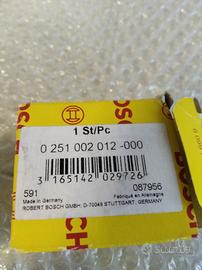 BOSCH
1 St/Pc
0 251 002 012 -000
3 165142 029726
591
087956
Made in Germany
Fabriqué en Allemagne
ROBERT BOSCH GMBH, D-70049 STUTTGART, GERMANY
subito